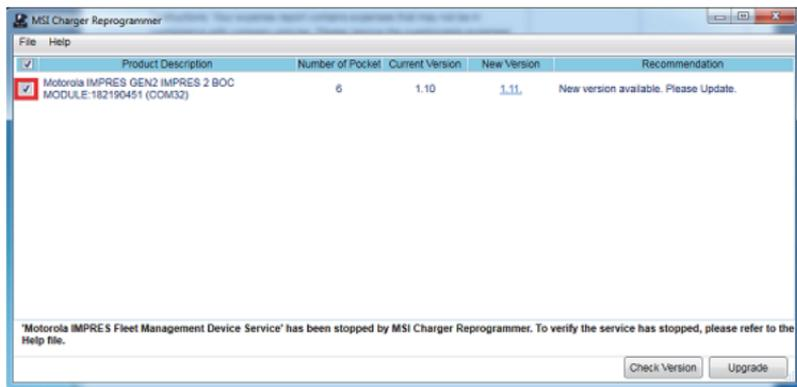 MSI Charger Reprogrammer
File Help
Product Description Number of Pocket Current Version New Version Recommendation
Motorola IMPRES GEN2 IMPRES 2 BOC 6 1.10 1.11. New version available. Please Update.
MODULE:182190451 (COM32)
'Motorola IMPRES Fleet Management Device Service' has been stopped by MSI Charger Reprogrammer. To verify the service has stopped, please refer to the
Help file.
Check Version Upgrade